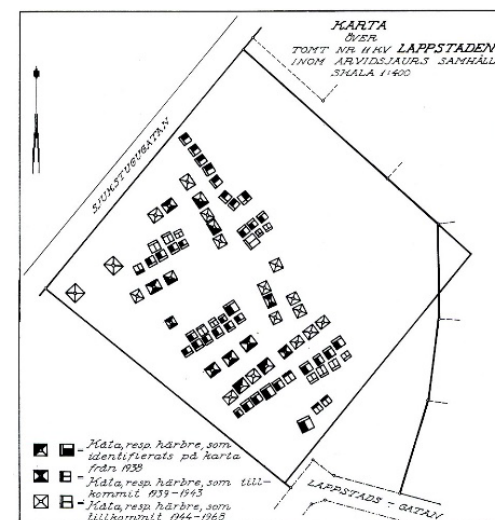 KARTA
ÖVER
TOMT NR 11 KV LAPPSTADEN
INOM ARVIDSJAURS SAMHÄLL
SKALA 1:400
SJUKSTUGUGATAN
- Kåta, resp. härbre, som
identifierats på karta
från 1938
- Kåta, resp. härbre, som till-
kommit 1939-1943
- Kåta, resp. härbre, som
tillkommit 1944-1968
LAPPSTADS-GATAN